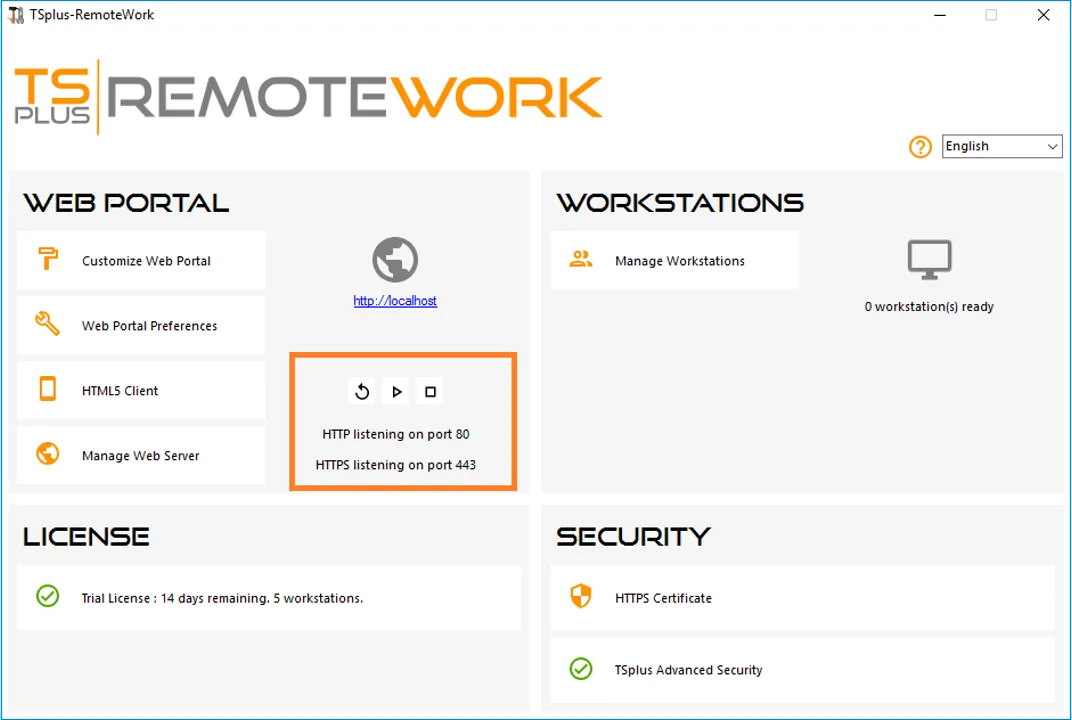 TSplus-RemoteWork
TS
PLUS
REMOTEWORK
?
English
WEB PORTAL
Customize Web Portal
Web Portal Preferences
HTML5 Client
Manage Web Server
http://localhost
HTTP listening on port 80
HTTPS listening on port 443
WORKSTATIONS
Manage Workstations
0 workstation(s) ready
LICENSE
Trial License : 14 days remaining. 5 workstations.
SECURITY
HTTPS Certificate
TSplus Advanced Security